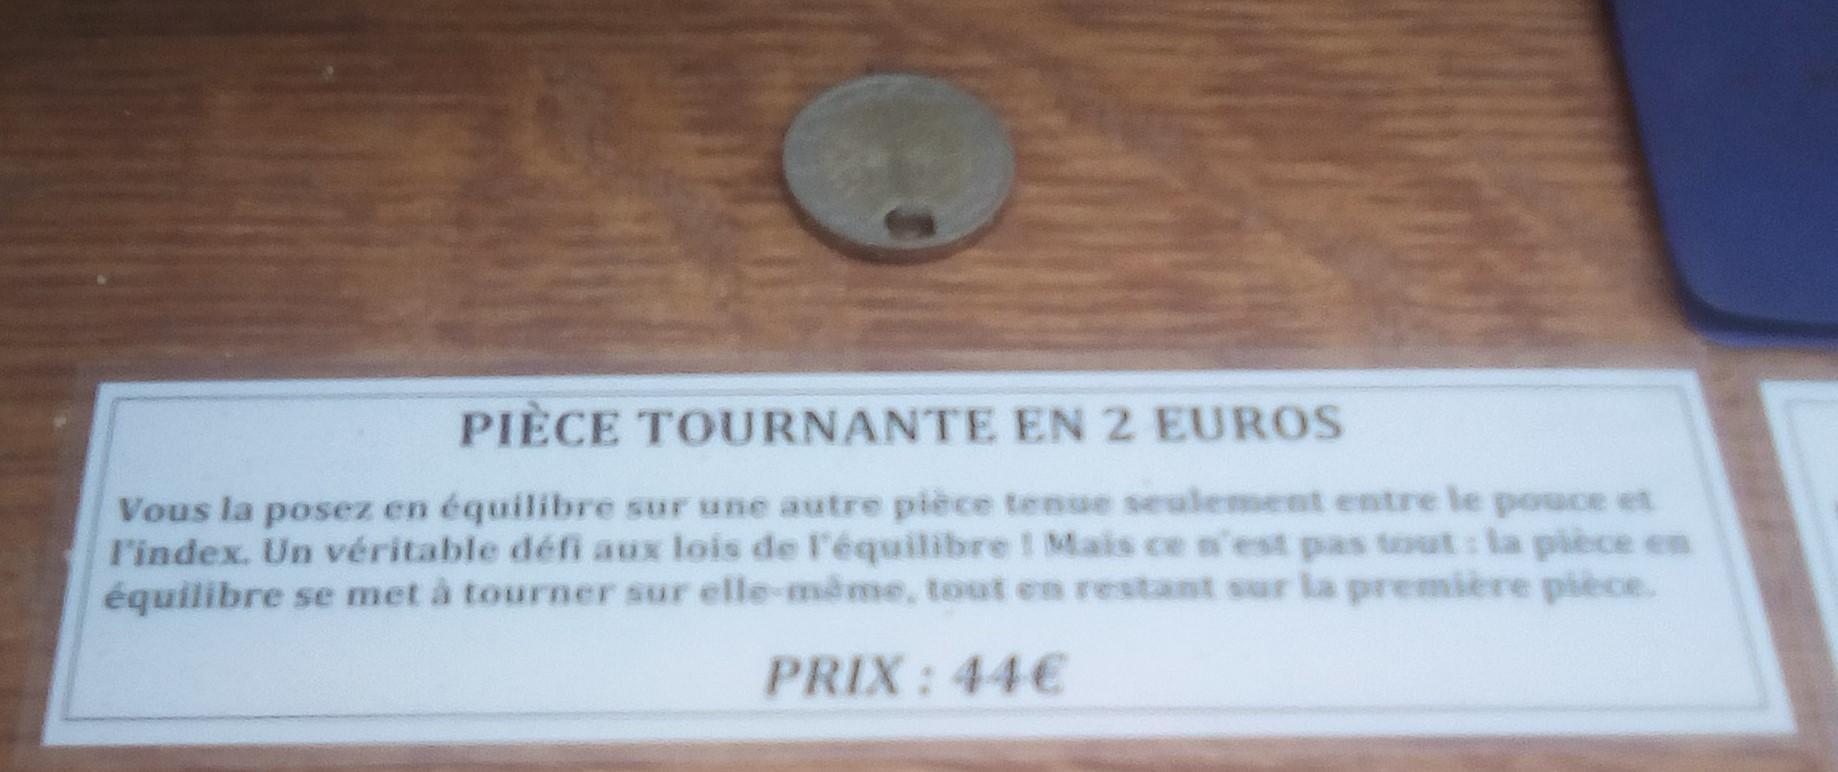 PIÈCE TOURNANTE EN 2 EUROS
Vous la posez en équilibre sur une autre pièce tenue seulement entre le pouce et
l'index. Un véritable défi aux lois de l'équilibre ! Mais ce n'est pas tout : la pièce en
équilibre se met à tourner sur elle-même, tout en restant sur la première pièce.
PRIX : 44€